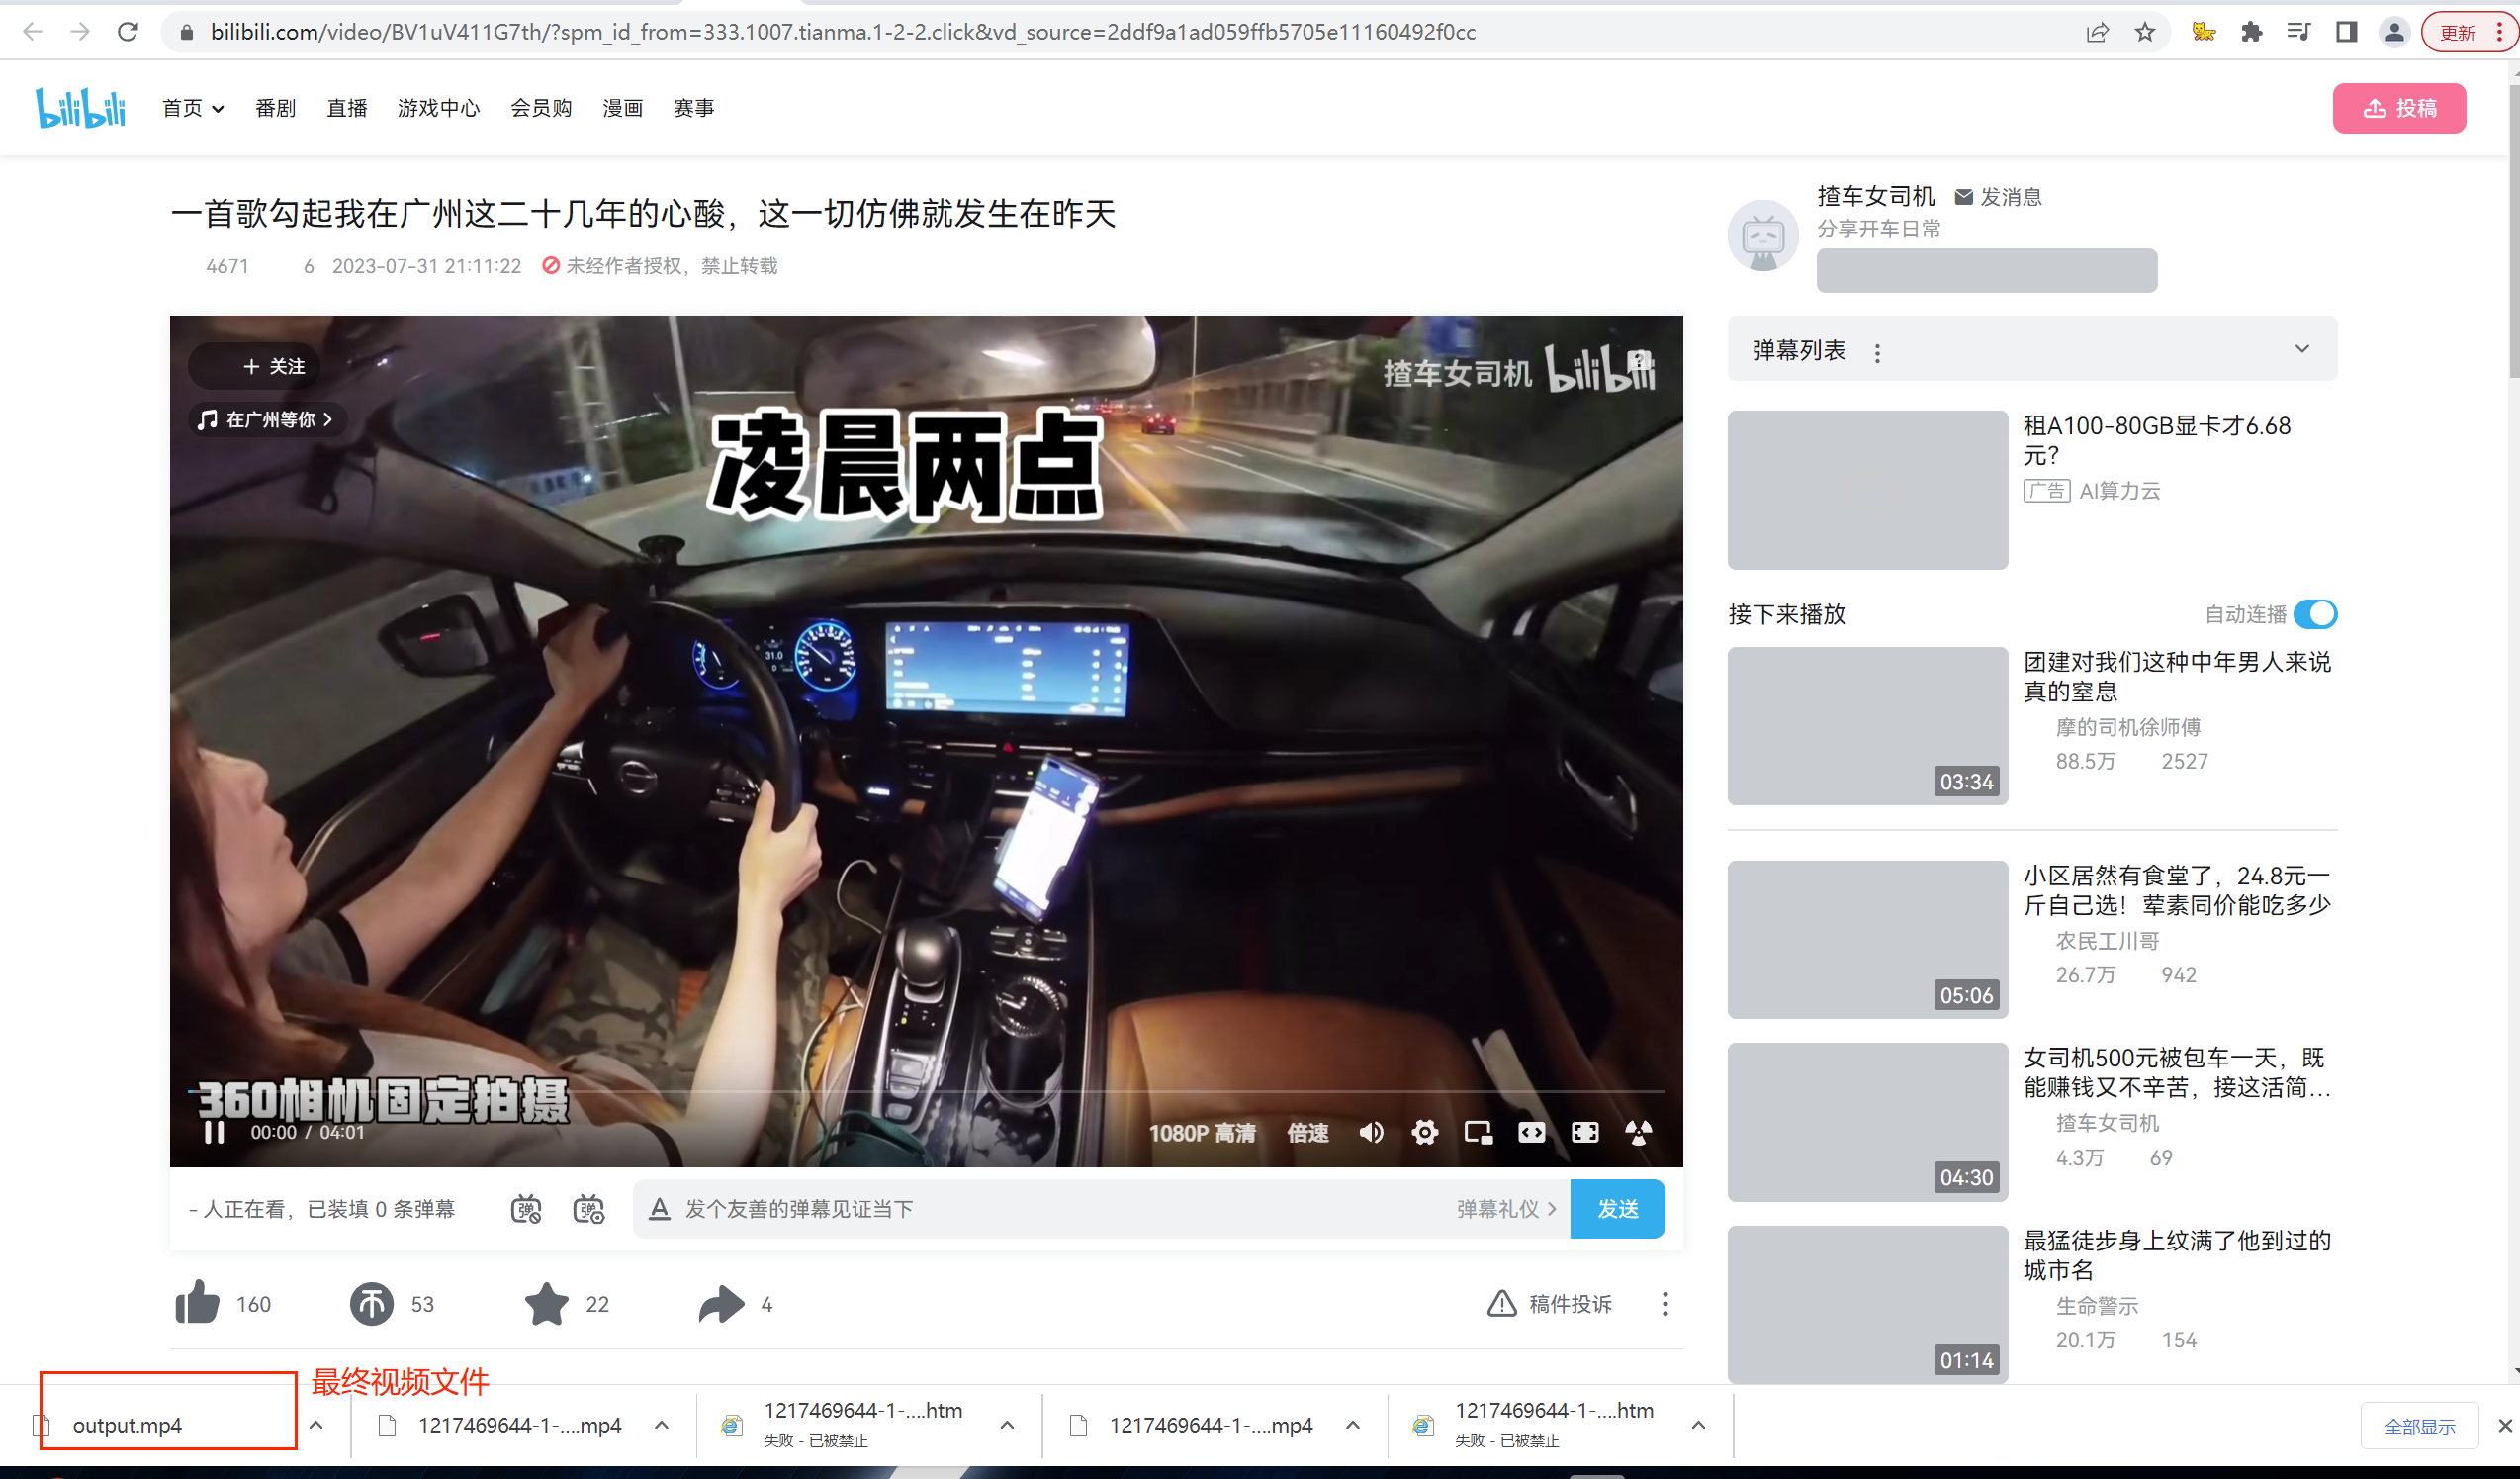 bilibili.com/video/BV1uV411G7th/?spm_id_from=333.1007.tianma.1-2-2.click&vd_source=2ddf9a1ad059ffb5705e11160492f0cc
更新
bilibili
首页
番剧
直播
游戏中心
会员购
漫画
赛事
投稿
一首歌勾起我在广州这二十几年的心酸，这一切仿佛就发生在昨天
4671
6
2023-07-31 21:11:22
未经作者授权，禁止转载
揸车女司机
发消息
分享开车日常
+ 关注
在广州等你
揸车女司机 bilibili
凌晨两点
31.0
360相机固定拍摄
00:00 / 04:01
1080P 高清
倍速
- 人正在看，已装填 0 条弹幕
弹
弹
A
发个友善的弹幕见证当下
弹幕礼仪
发送
160
53
22
4
稿件投诉
弹幕列表
租A100-80GB显卡才6.68
元？
广告
AI算力云
接下来播放
自动连播
03:34
团建对我们这种中年男人来说
真的窒息
摩的司机徐师傅
88.5万
2527
05:06
小区居然有食堂了，24.8元一
斤自己选！荤素同价能吃多少
农民工川哥
26.7万
942
04:30
女司机500元被包车一天，既
能赚钱又不辛苦，接这活简...
揸车女司机
4.3万
69
01:14
最猛徒步身上纹满了他到过的
城市名
生命警示
20.1万
154
最终视频文件
output.mp4
1217469644-1-....mp4
1217469644-1-....htm
失败 - 已被禁止
1217469644-1-....mp4
1217469644-1-....htm
失败 - 已被禁止
全部显示